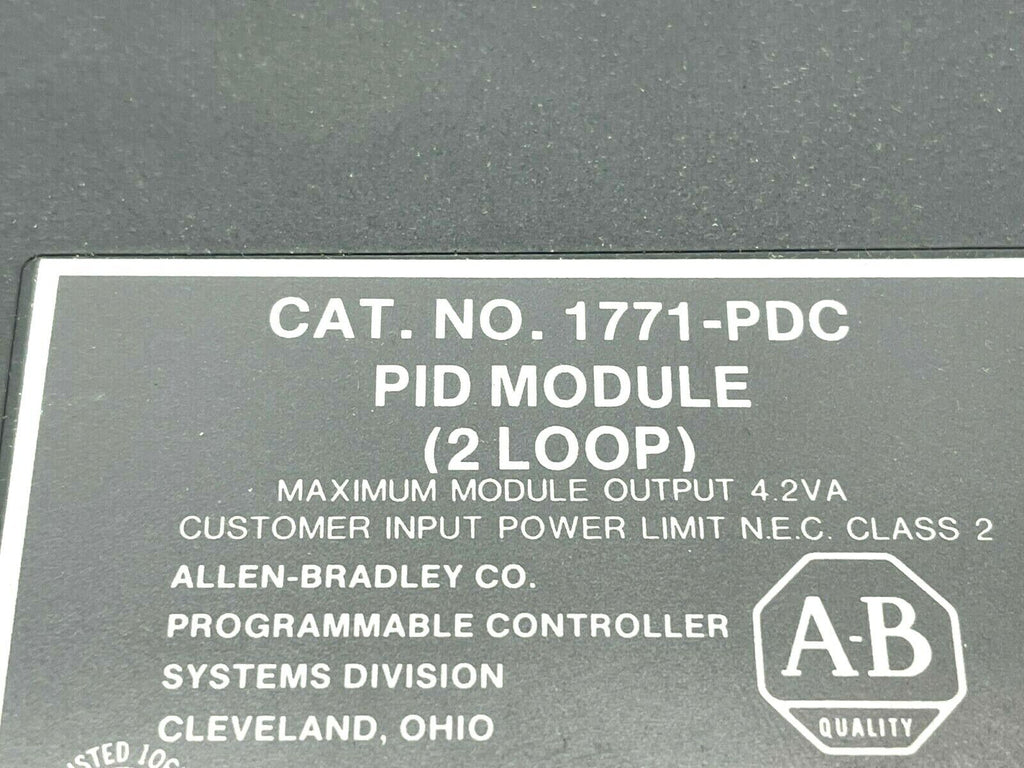 CAT. NO. 1771-PDC
PID MODULE
(2 LOOP)
MAXIMUM MODULE OUTPUT 4.2VA
CUSTOMER INPUT POWER LIMIT N.E.C. CLASS 2
ALLEN-BRADLEY CO.
PROGRAMMABLE CONTROLLER
SYSTEMS DIVISION
CLEVELAND, OHIO
A-B
QUALITY